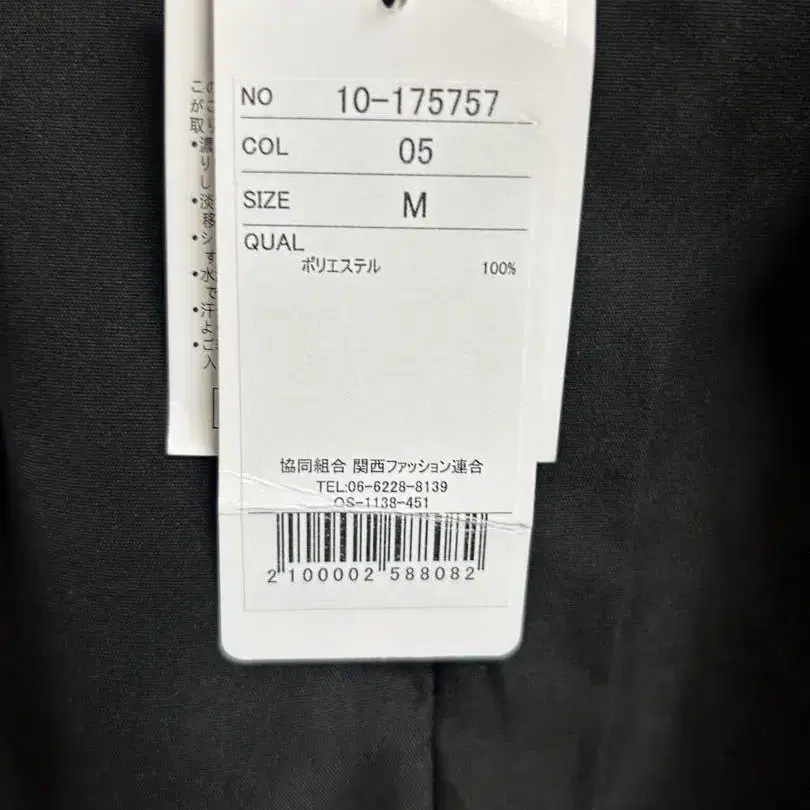 NO 10-175757
COL 05
SIZE M
QUAL
ポリエステル 100%
協同組合 関西ファッション連合
TEL:06-6228-8139
QS-1138-451
2 100002 588082